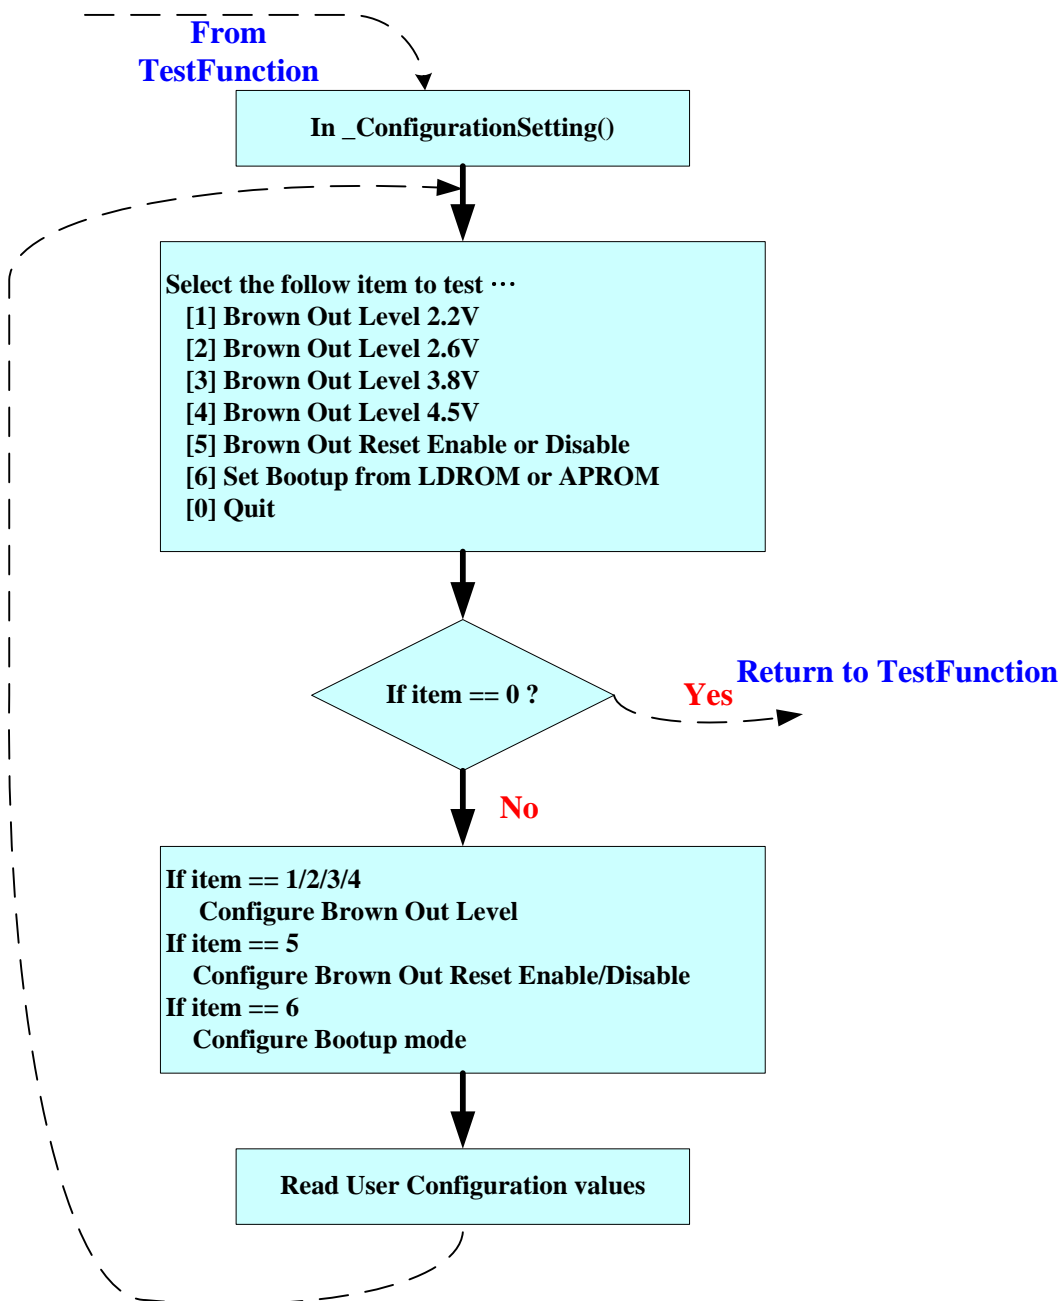 From
TestFunction
In _ConfigurationSetting()
Select the follow item to test ⋯
[1] Brown Out Level 2.2V
[2] Brown Out Level 2.6V
[3] Brown Out Level 3.8V
[4] Brown Out Level 4.5V
[5] Brown Out Reset Enable or Disable
[6] Set Bootup from LDROM or APROM
[0] Quit
If item == 0 ?
Return to TestFunction
Yes
No
If item == 1/2/3/4
Configure Brown Out Level
If item == 5
Configure Brown Out Reset Enable/Disable
If item == 6
Configure Bootup mode
Read User Configuration values